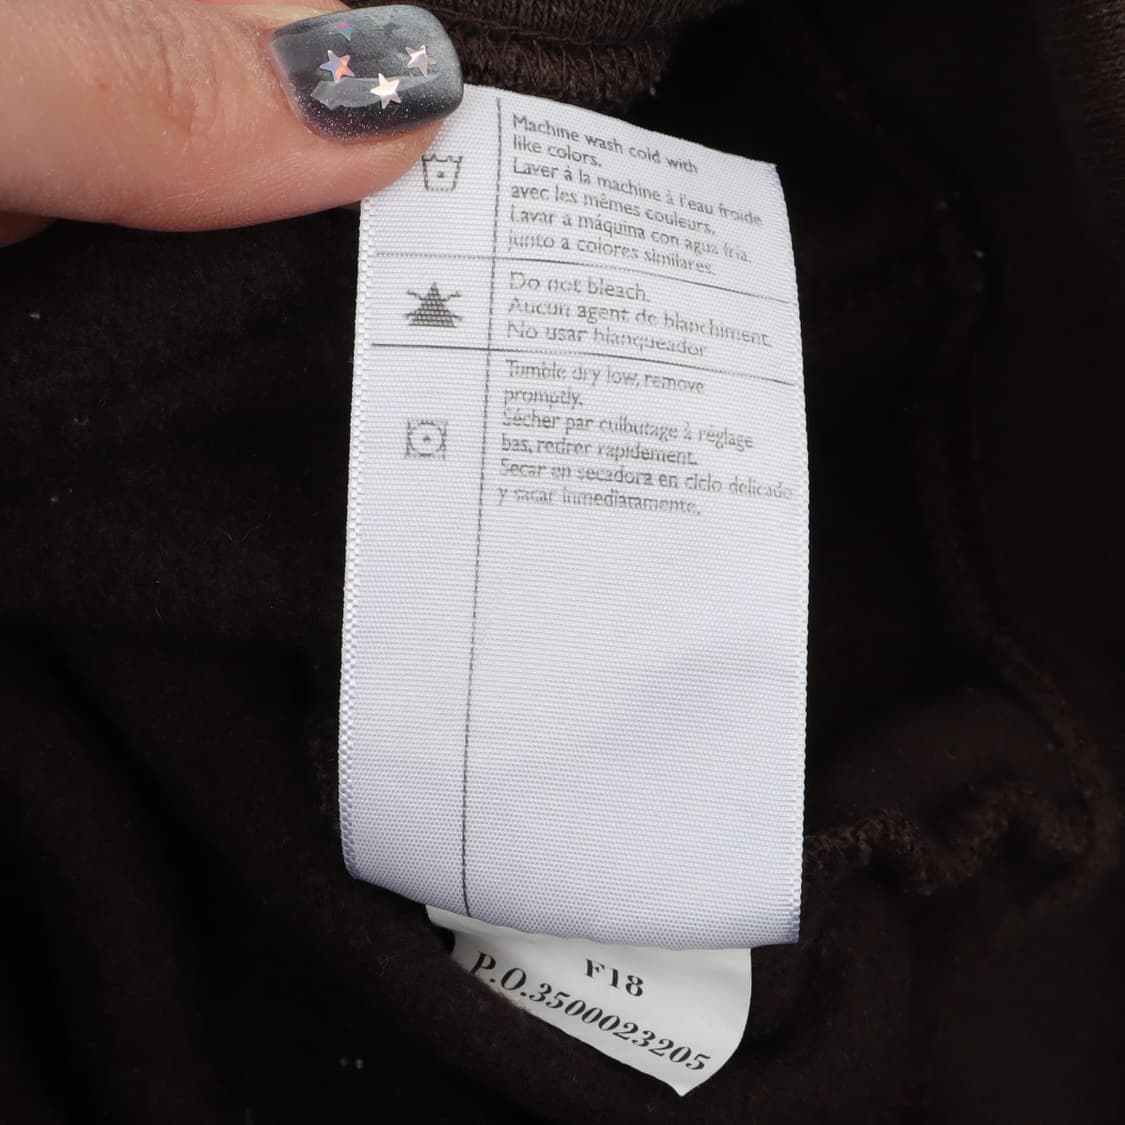 Machine wash cold with
like colors.
Laver à la machine à l'eau froide
avec les mêmes couleurs.
Lavar a máquina con agua fría.
junto a colores similares.
Do not bleach.
Aucun agent de blanchiment.
No usar blanqueador
Tumble dry low, remove
promptly.
Sécher par culbutage à réglage
bas, retirer rapidement.
Secar en secadora en ciclo delicado
y sacar inmediatamente.
F18
P.O.3500023205